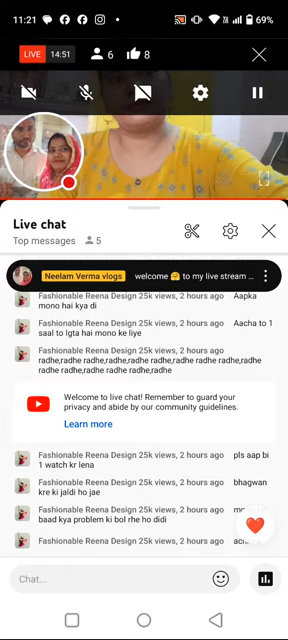 11:21
69%
LIVE 14:51 6 8
Live chat
Top messages 5
Neelam Verma vlogs welcome 🤗 to my live stream ...
Fashionable Reena Design 25k views, 2 hours ago Aapka
mono hai kya di
Fashionable Reena Design 25k views, 2 hours ago Aacha to 1
saal to lgta hai mono ke liye
Fashionable Reena Design 25k views, 2 hours ago
radhe,radhe radhe,radhe,radhe radhe radhe radhe,radhe
radhe radhe,radhe radhe,radhe,radhe
Welcome to live chat! Remember to guard your
privacy and abide by our community guidelines.
Learn more
Fashionable Reena Design 25k views, 2 hours ago pls aap bi
1 watch kr lena
Fashionable Reena Design 25k views, 2 hours ago bhagwan
kre ki jaldi ho jae
Fashionable Reena Design 25k views, 2 hours ago
baad kya problem ki bol rhe ho didi
Fashionable Reena Design 25k views, 2 hours ago
Chat...